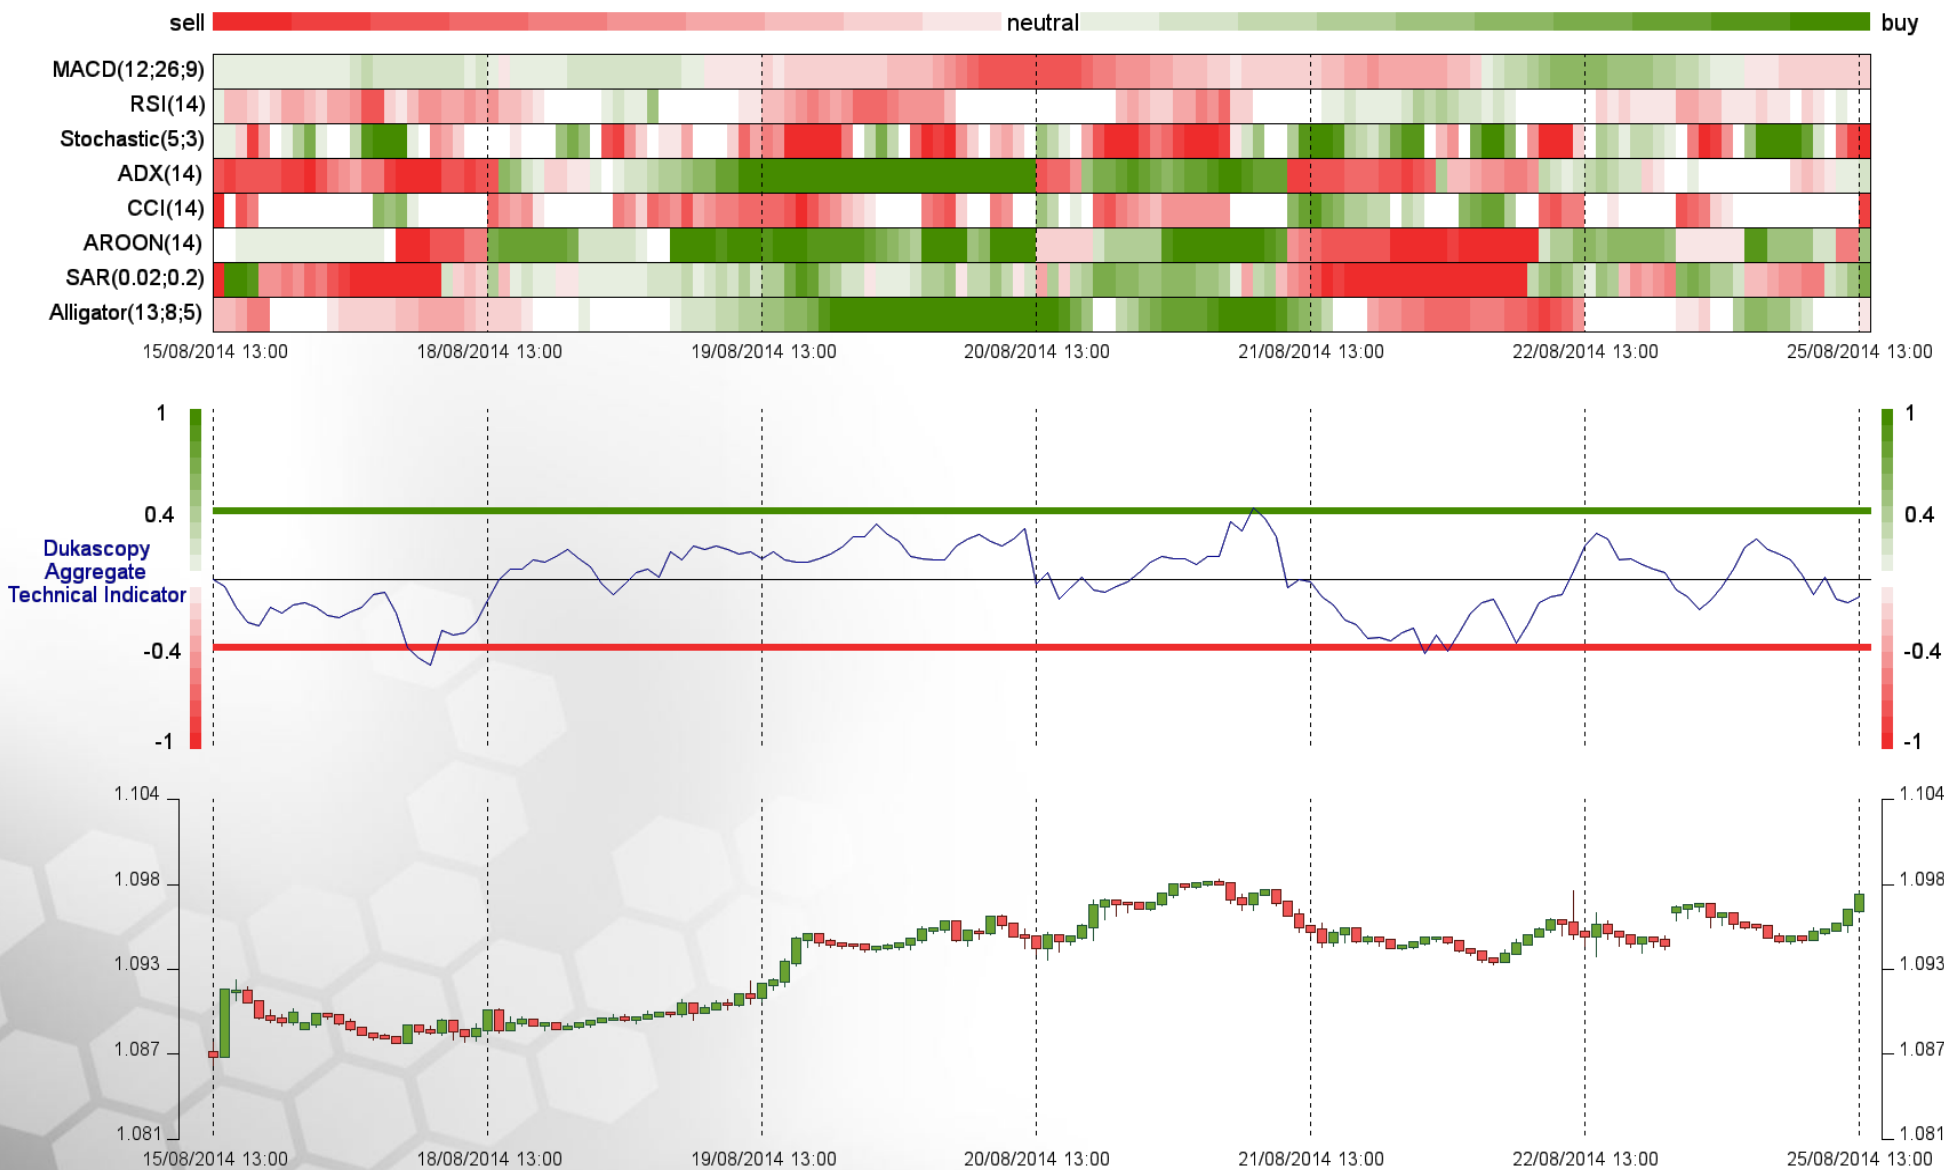 sell neutral buy
MACD(12;26;9)
RSI(14)
Stochastic(5;3)
ADX(14)
CCI(14)
AROON(14)
SAR(0.02;0.2)
Alligator(13;8;5)
15/08/2014 13:00 18/08/2014 13:00 19/08/2014 13:00 20/08/2014 13:00 21/08/2014 13:00 22/08/2014 13:00 25/08/2014 13:00
1 1
0.4 0.4
Dukascopy
Aggregate
Technical Indicator
-0.4 -0.4
-1 -1
1.104 1.104
1.098 1.098
1.093 1.093
1.087 1.087
1.081 1.081
15/08/2014 13:00 18/08/2014 13:00 19/08/2014 13:00 20/08/2014 13:00 21/08/2014 13:00 22/08/2014 13:00 25/08/2014 13:00